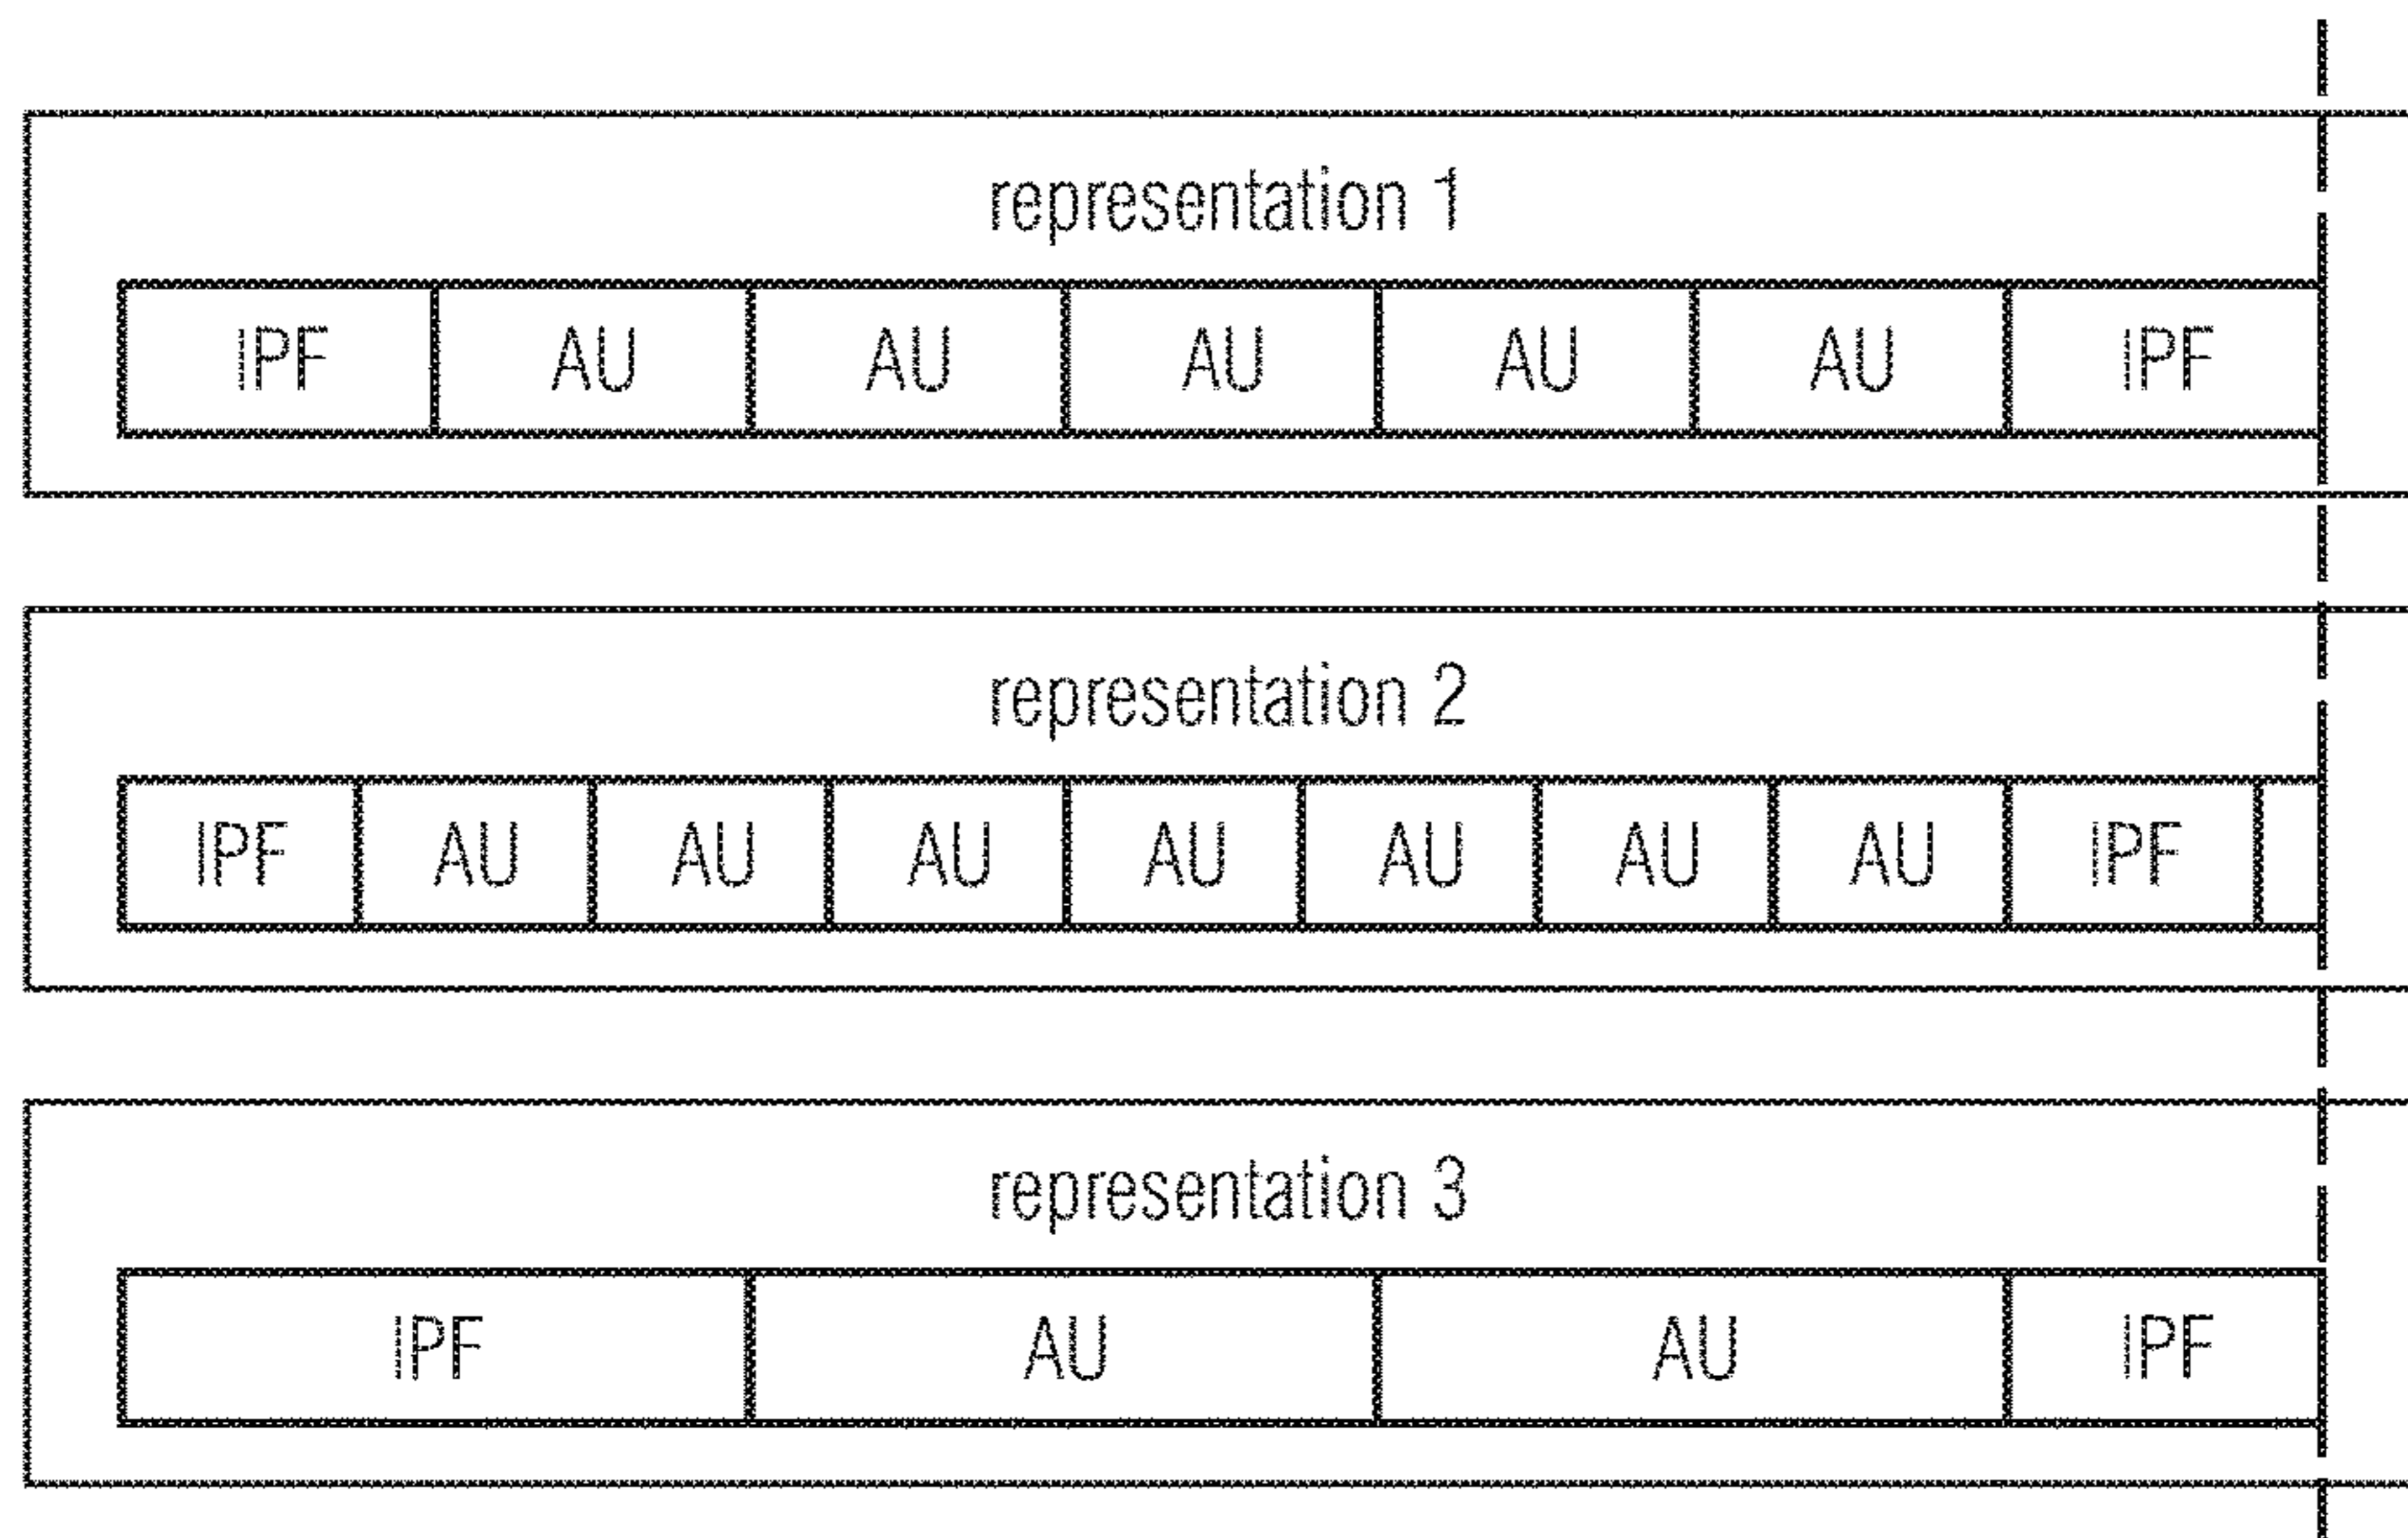 representation 1
IPF AU AU AU AU AU IPF
representation 2
IPF AU AU AU AU AU AU AU IPF
representation 3
IPF AU AU IPF